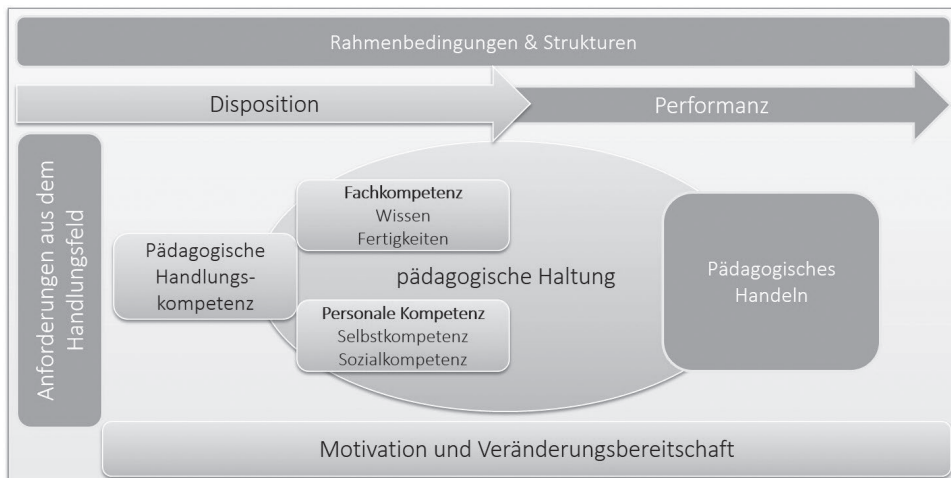 Rahmenbedingungen & Strukturen
Disposition
Performanz
Anforderungen aus dem
Handlungsfeld
Pädagogische
Handlungs-
kompetenz
Fachkompetenz
Wissen
Fertigkeiten
pädagogische Haltung
Personale Kompetenz
Selbstkompetenz
Sozialkompetenz
Pädagogisches
Handeln
Motivation und Veränderungsbereitschaft